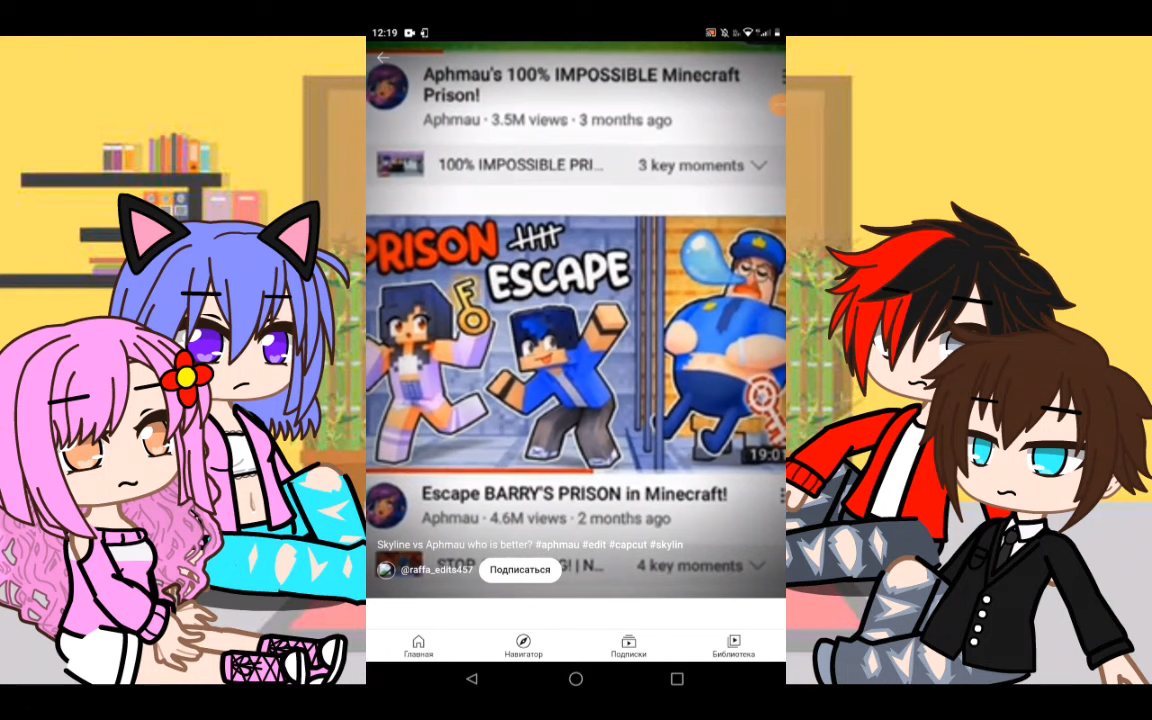 12:19
Aphmau's 100% IMPOSSIBLE Minecraft
Prison!
Aphmau · 3.5M views · 3 months ago
100% IMPOSSIBLE PRI...
3 key moments
PRISON
ESCAPE
19:01
Escape BARRY'S PRISON in Minecraft!
Aphmau · 4.6M views · 2 months ago
Skyline vs Aphmau who is better? #aphmau #edit #capcut #skylin
@raffa_edits457
Подписаться
4 key moments
Главная
Навигатор
Подписки
Библиотека